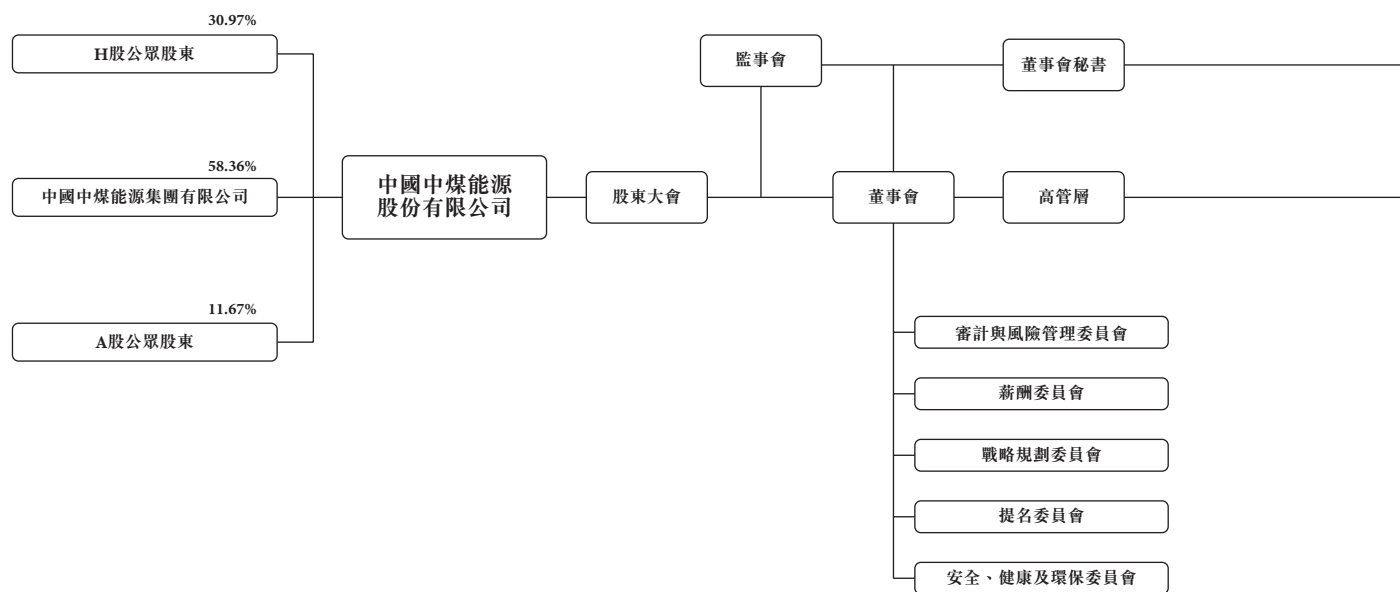 30.97%
H股公眾股東
58.36%
中國中煤能源集團有限公司
11.67%
A股公眾股東
中國中煤能源
股份有限公司
股東大會
監事會
董事會
董事會秘書
高管層
審計與風險管理委員會
薪酬委員會
戰略規劃委員會
提名委員會
安全、健康及環保委員會